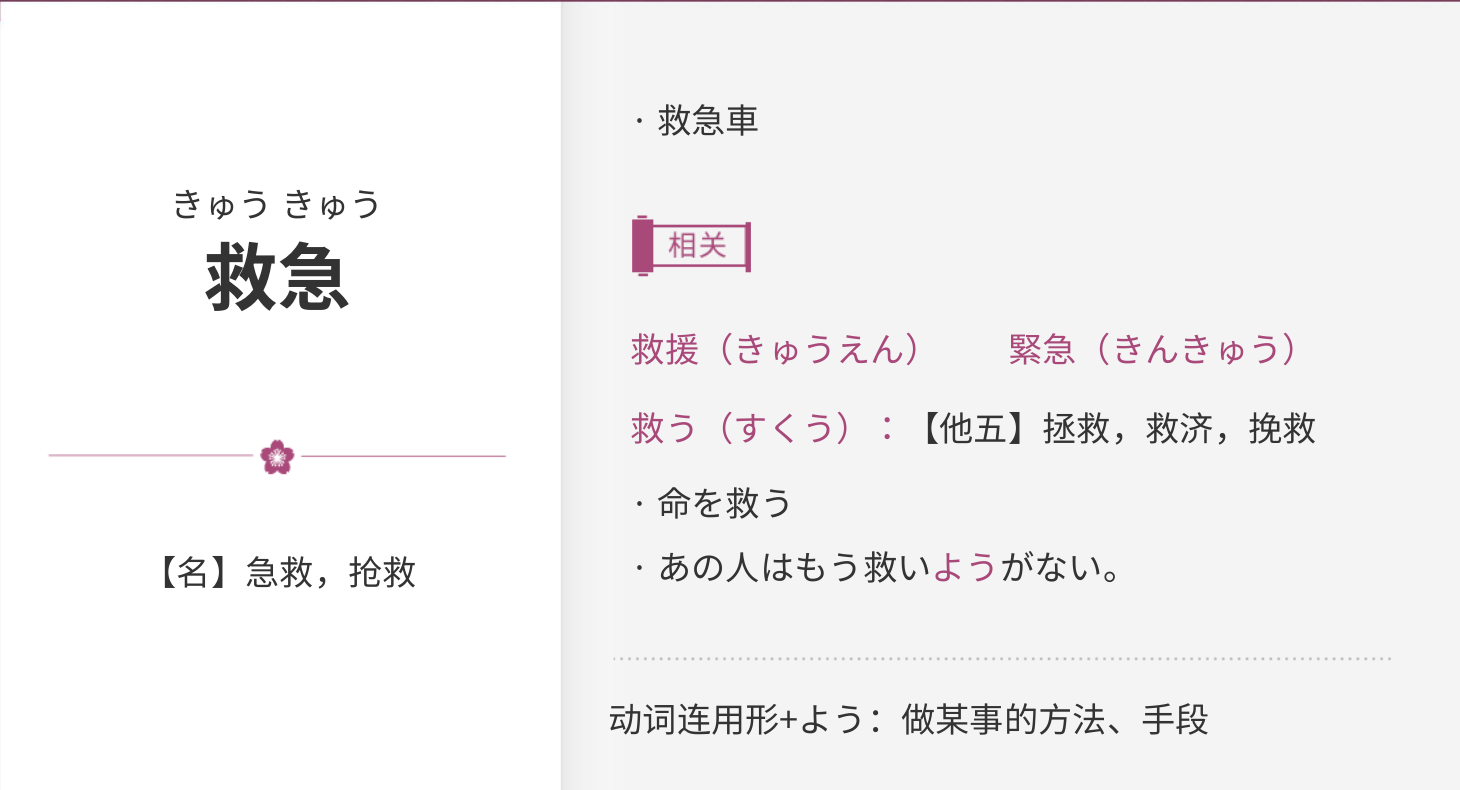 きゅう きゅう
救急
【名】急救，抢救
· 救急車
相关
救援（きゅうえん） 緊急（きんきゅう）
救う（すくう）：【他五】拯救，救济，挽救
· 命を救う
· あの人はもう救いようがない。
动词连用形+よう：做某事的方法、手段